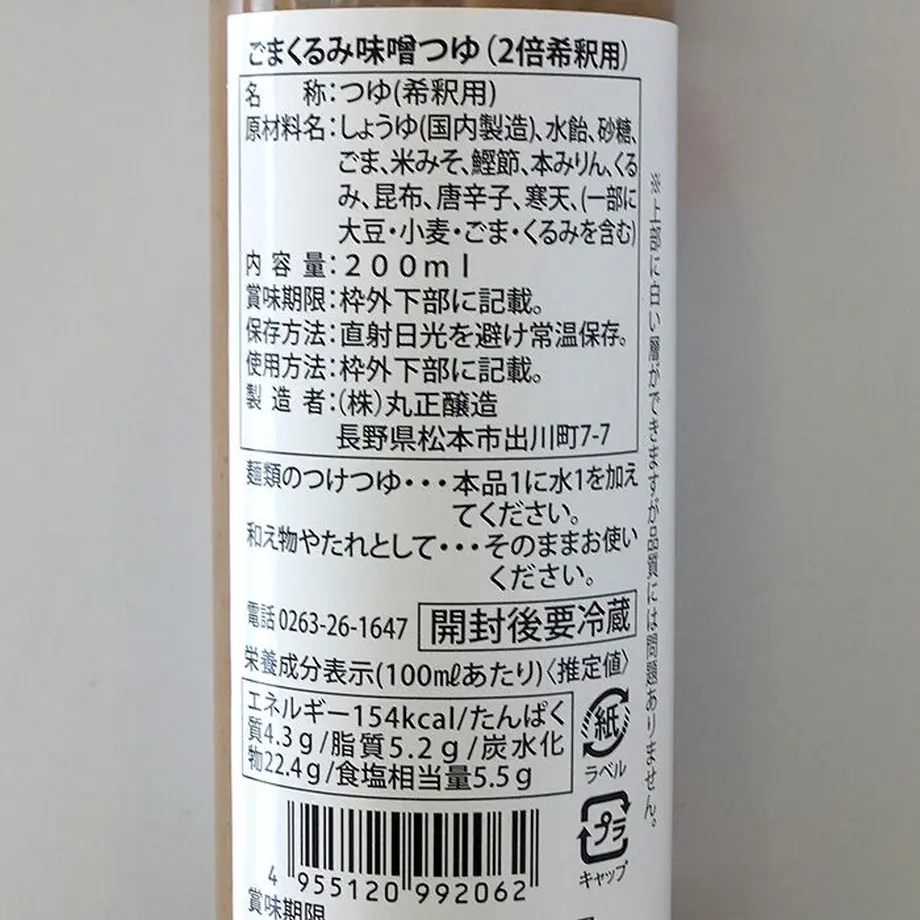 ごまくるみ味噌つゆ(2倍希釈用)
名称:つゆ(希釈用)
原材料名:しょうゆ(国内製造)、水飴、砂糖、
ごま、米みそ、鰹節、本みりん、くる
み、昆布、唐辛子、寒天、(一部に
大豆・小麦・ごま・くるみを含む)
内容量:200ml
賞味期限:枠外下部に記載。
保存方法:直射日光を避け常温保存。
使用方法:枠外下部に記載。
製造者:(株)丸正醸造
長野県松本市出川町7-7
麺類のつけつゆ・・・本品1に水1を加え
てください。
和え物やたれとして・・・そのままお使い
ください。
電話 0263-26-1647
開封後要冷蔵
栄養成分表示(100mℓあたり)〈推定値〉
エネルギー154kcal/たんぱく
質4.3g/脂質5.2g/炭水化
物22.4g/食塩相当量5.5g
紙
ラベル
プラ
キャップ
4 955120 992062
賞味期限
※上部に白い層ができますが品質には問題ありません。